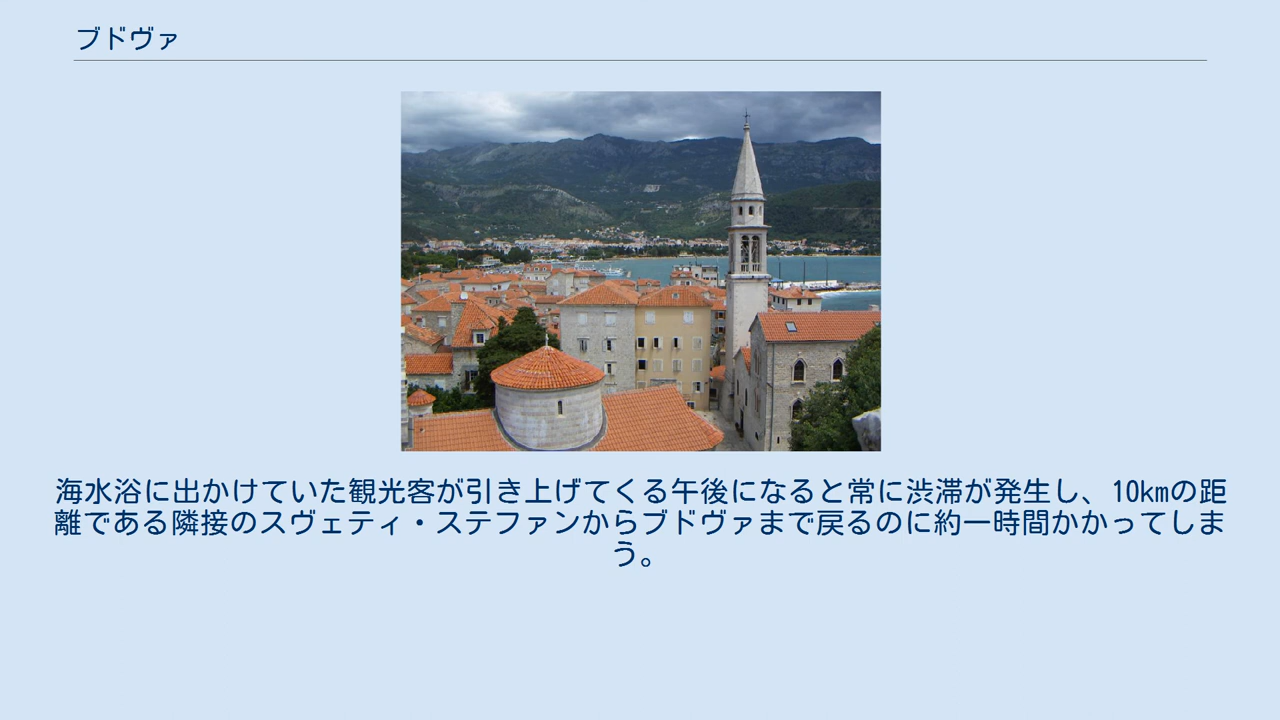 ブドヴァ
海水浴に出かけていた観光客が引き上げてくる午後になると常に渋滞が発生し、10kmの距
離である隣接のスヴェティ・ステファンからブドヴァまで戻るのに約一時間かかってしま
う。